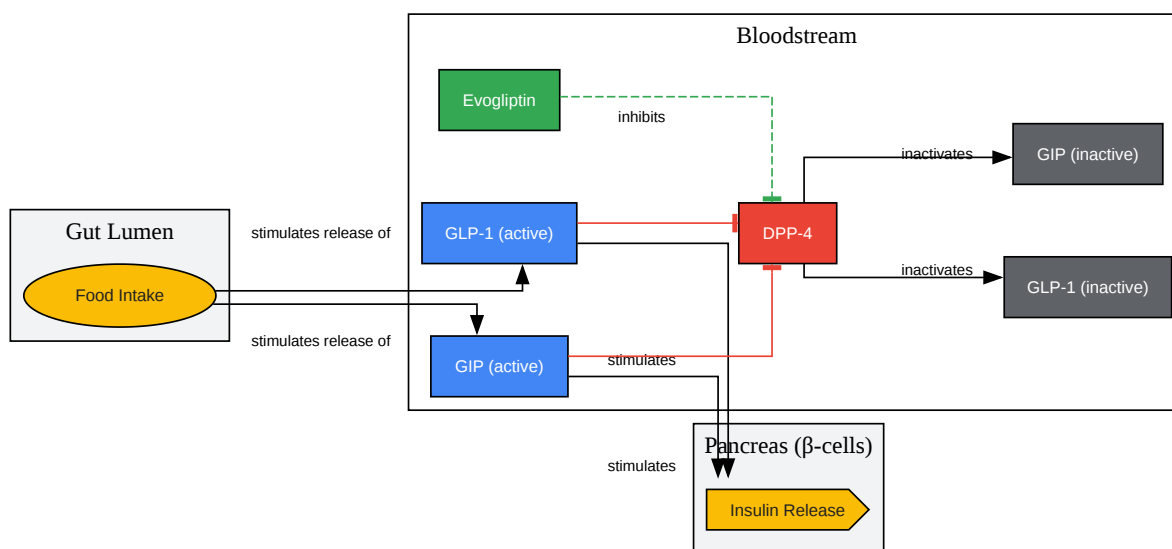 Bloodstream
Evogliptin
inhibits
inactivates
GIP (inactive)
Gut Lumen
stimulates release of
GLP-1 (active)
DPP-4
inactivates
GLP-1 (inactive)
Food Intake
stimulates release of
GIP (active)
stimulates
Pancreas (β-cells)
stimulates
Insulin Release